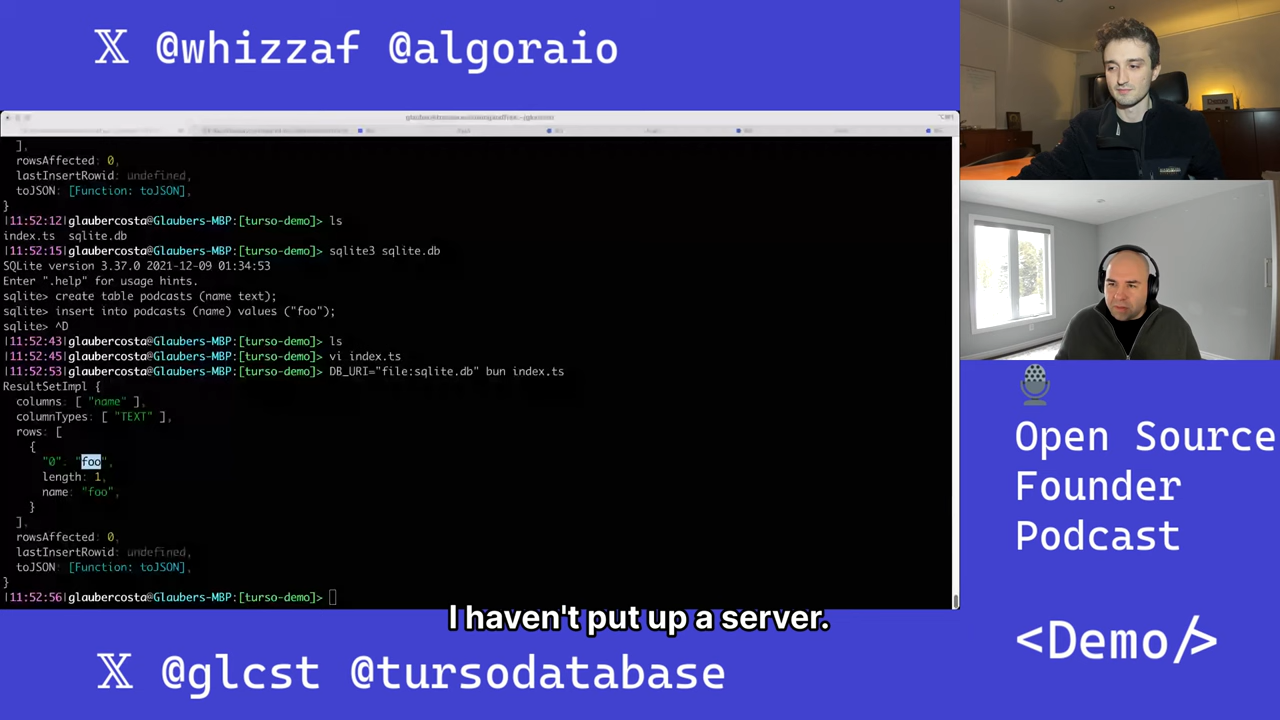 𝕏 @whizzaf @algoraio
],
rowsAffected: 0,
lastInsertRowid: undefined,
toJSON: [Function: toJSON],
}
|11:52:12|glaubercosta@Glaubers-MBP:[turso-demo]> ls
index.ts sqlite.db
|11:52:15|glaubercosta@Glaubers-MBP:[turso-demo]> sqlite3 sqlite.db
SQLite version 3.37.0 2021-12-09 01:34:53
Enter ".help" for usage hints.
sqlite> create table podcasts (name text);
sqlite> insert into podcasts (name) values ("foo");
sqlite> ^D
|11:52:43|glaubercosta@Glaubers-MBP:[turso-demo]> ls
|11:52:45|glaubercosta@Glaubers-MBP:[turso-demo]> vi index.ts
|11:52:53|glaubercosta@Glaubers-MBP:[turso-demo]> DB_URI="file:sqlite.db" bun index.ts
ResultSetImpl {
columns: [ "name" ],
columnTypes: [ "TEXT" ],
rows: [
{
"0": "foo",
length: 1,
name: "foo",
}
],
rowsAffected: 0,
lastInsertRowid: undefined,
toJSON: [Function: toJSON],
}
|11:52:56|glaubercosta@Glaubers-MBP:[turso-demo]>
I haven't put up a server.
𝕏 @glcst @tursodatabase
Open Source
Founder
Podcast
<Demo/>